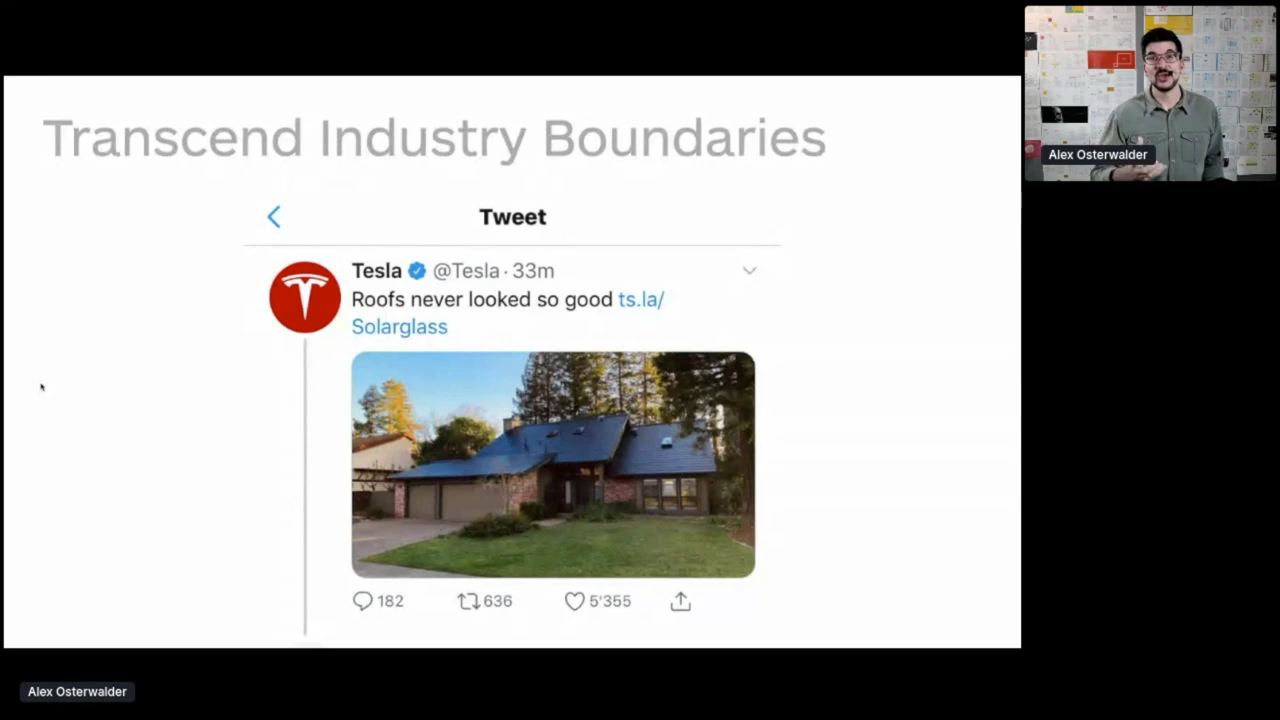 Transcend Industry Boundaries
Tweet
Tesla @Tesla · 33m
Roofs never looked so good ts.la/
Solarglass
182 636 5'355
Alex Osterwalder
Alex Osterwalder